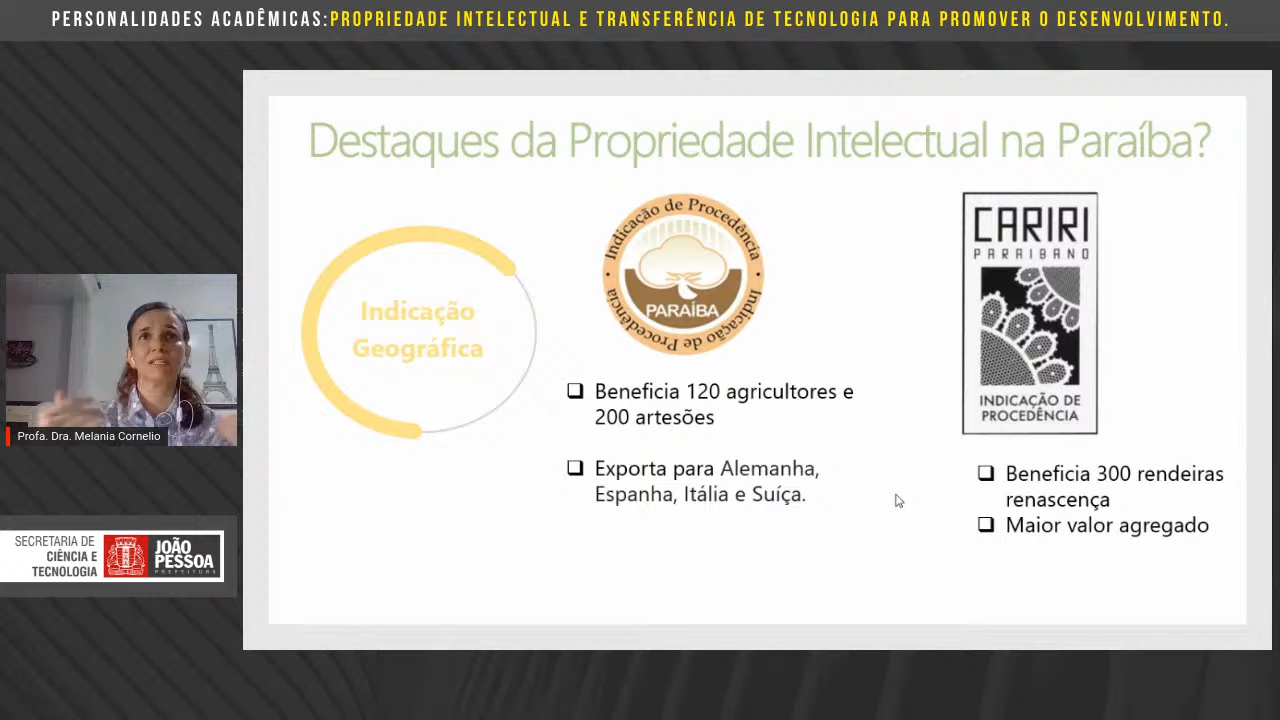 PERSONALIDADES ACADÊMICAS:PROPRIEDADE INTELECTUAL E TRANSFERÊNCIA DE TECNOLOGIA PARA PROMOVER O DESENVOLVIMENTO.
Destaques da Propriedade Intelectual na Paraíba?
Indicação
Geográfica
Indicação de Procedência
PARAÍBA
Indicação de Procedência
Beneficia 120 agricultores e
200 artesões
Exporta para Alemanha,
Espanha, Itália e Suíça.
CARIRI
PARAIBANO
INDICAÇÃO DE
PROCEDÊNCIA
Beneficia 300 rendeiras
renascença
Maior valor agregado
Profa. Dra. Melania Cornelio
SECRETARIA DE
CIÊNCIA E
TECNOLOGIA
JOÃO
PESSOA
PREFEITURA